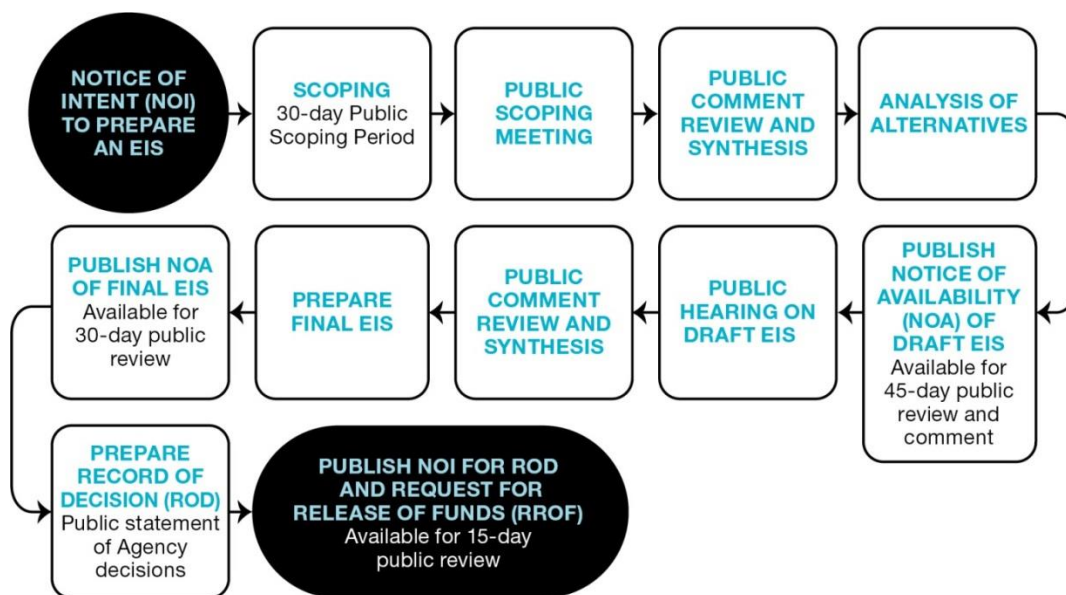 NOTICE OF
INTENT (NOI)
TO PREPARE
AN EIS
SCOPING
30-day Public
Scoping Period
PUBLIC
SCOPING
MEETING
PUBLIC
COMMENT
REVIEW AND
SYNTHESIS
ANALYSIS OF
ALTERNATIVES
PUBLISH
NOTICE OF
AVAILABILITY
(NOA) OF
DRAFT EIS
Available for
45-day public
review and
comment
PUBLIC
HEARING ON
DRAFT EIS
PUBLIC
COMMENT
REVIEW AND
SYNTHESIS
PREPARE
FINAL EIS
PUBLISH NOA
OF FINAL EIS
Available for
30-day public
review
PREPARE
RECORD OF
DECISION (ROD)
Public statement
of Agency
decisions
PUBLISH NOI FOR ROD
AND REQUEST FOR
RELEASE OF FUNDS (RROF)
Available for 15-day
public review